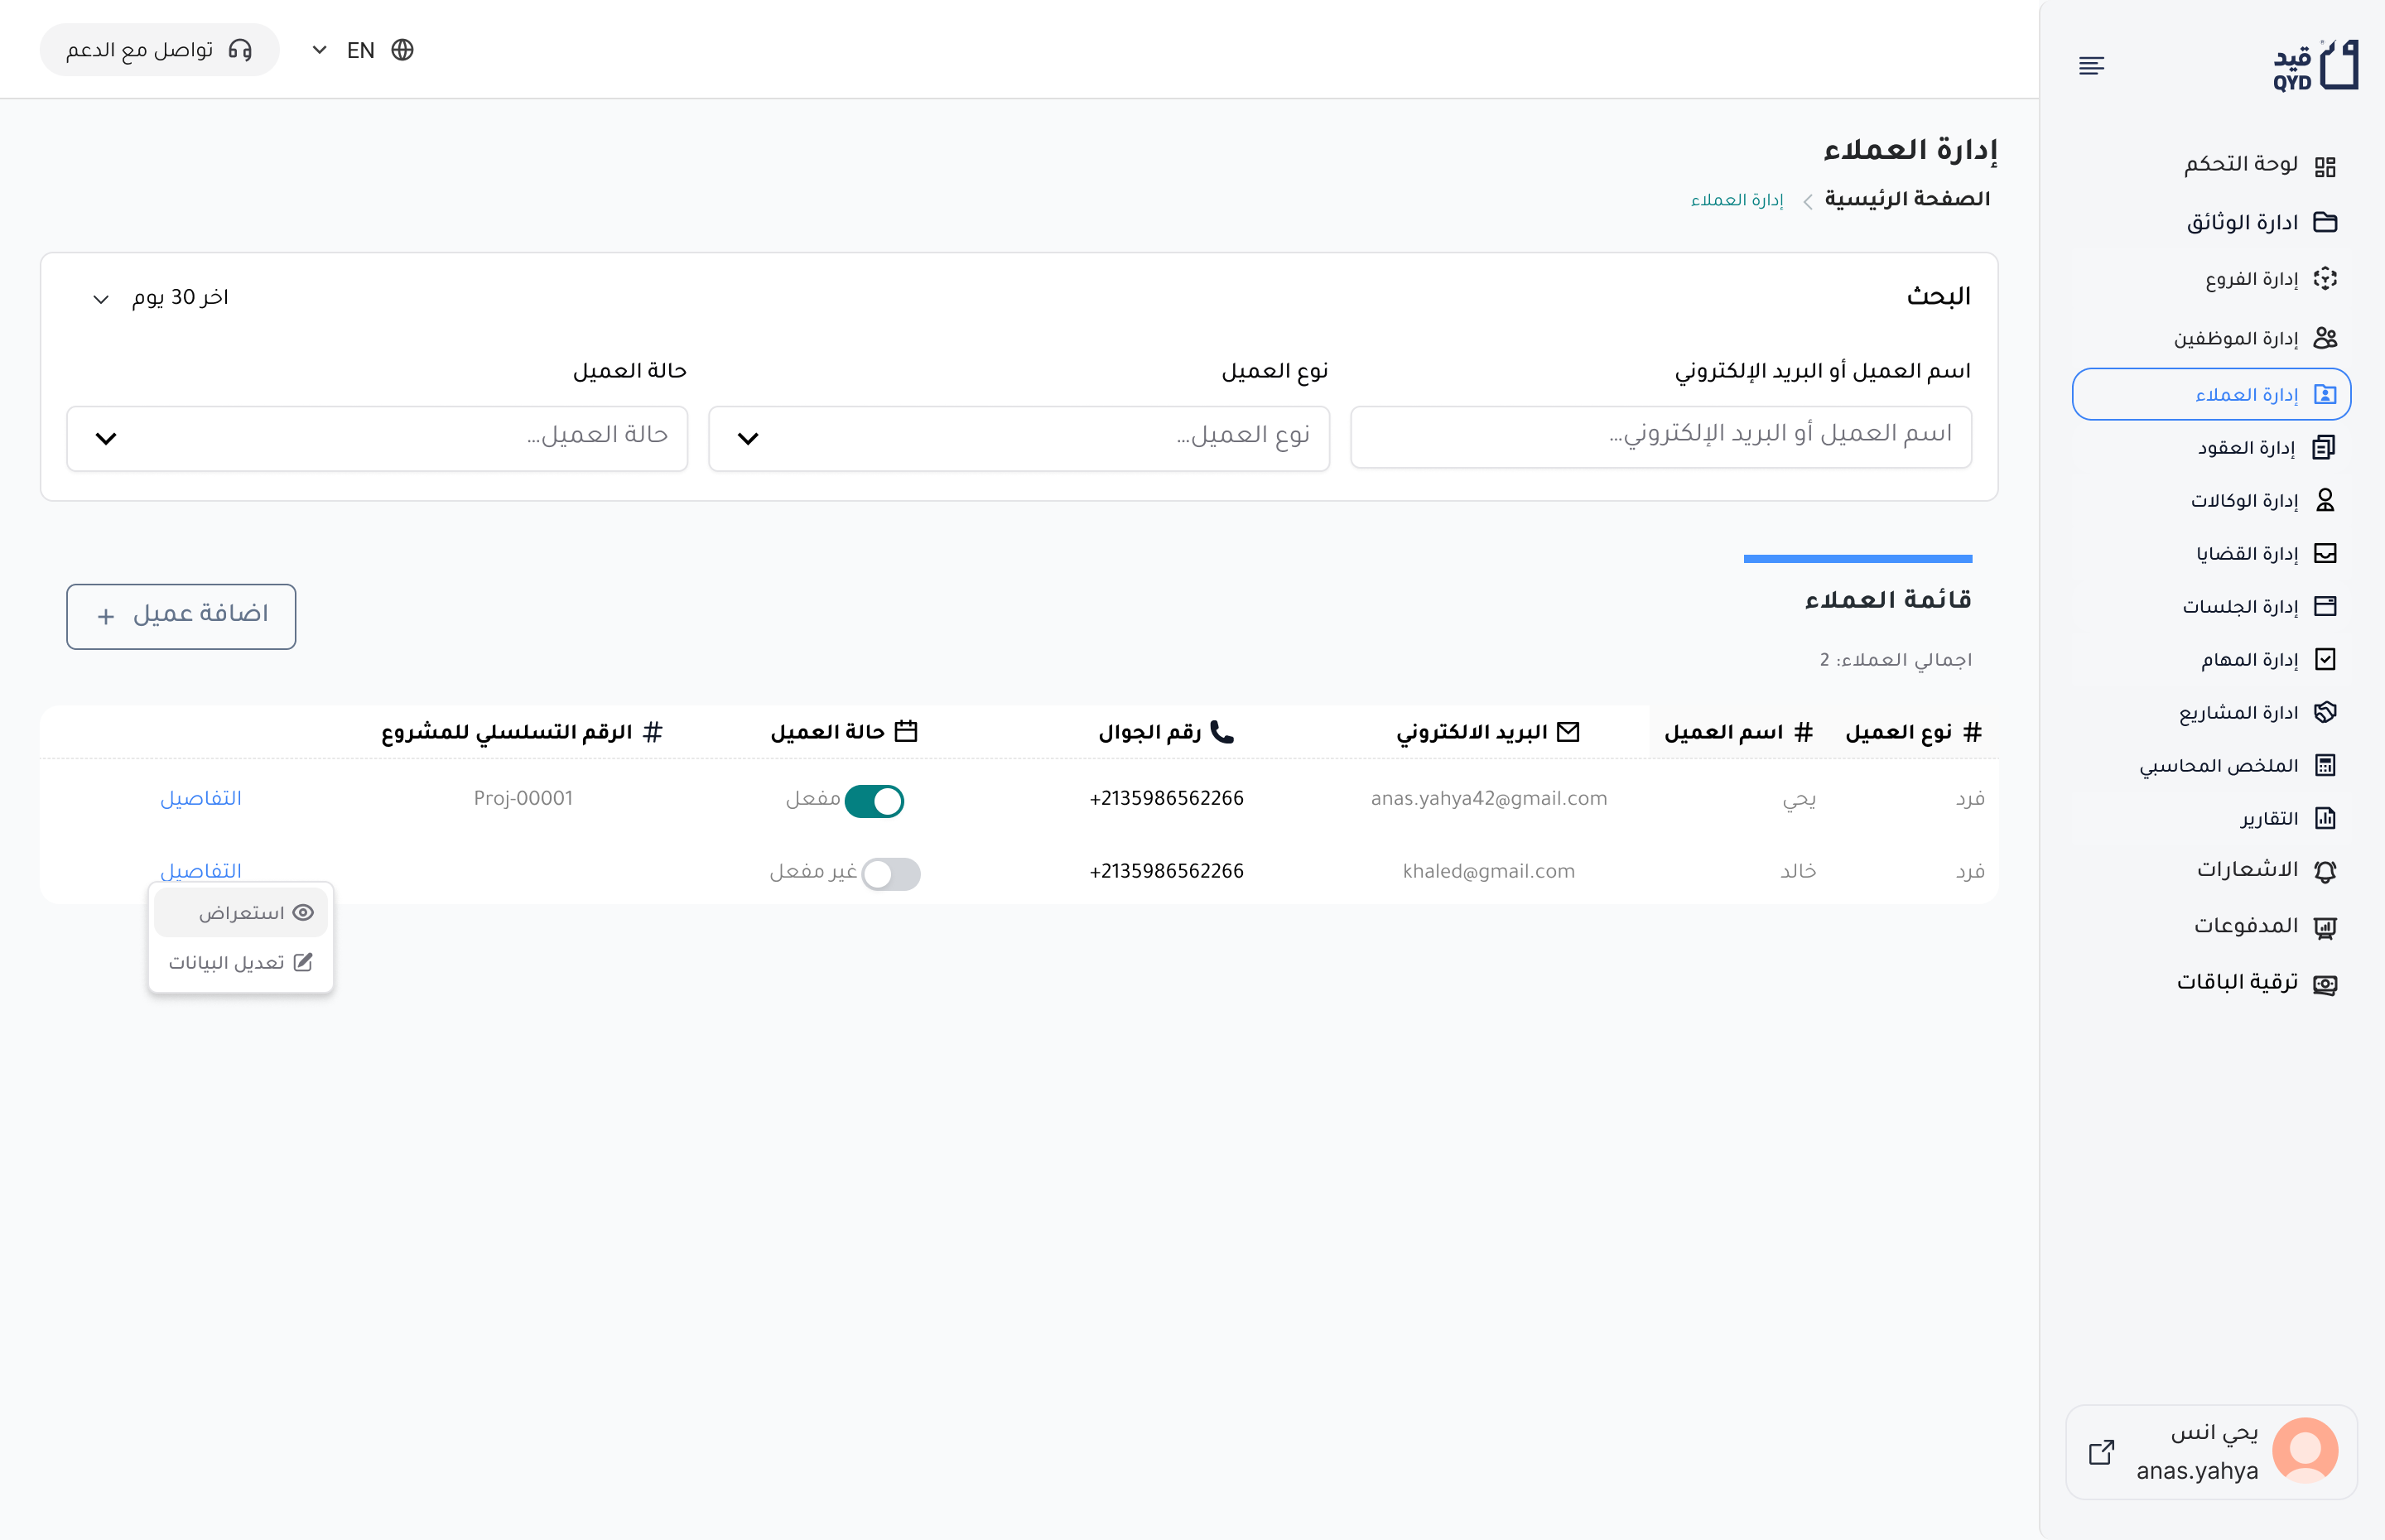 قيد
QYD
لوحة التحكم
ادارة الوثائق
إدارة الفروع
إدارة الموظفين
إدارة العملاء
إدارة العقود
إدارة الوكالات
إدارة القضايا
إدارة الجلسات
إدارة المهام
ادارة المشاريع
الملخص المحاسبي
التقارير
الاشعارات
المدفوعات
ترقية الباقات
يحي انس
anas.yahya
EN
تواصل مع الدعم
إدارة العملاء
الصفحة الرئيسية
إدارة العملاء
البحث
اخر 30 يوم
اسم العميل أو البريد الإلكتروني
نوع العميل
حالة العميل
اسم العميل أو البريد الإلكتروني...
نوع العميل...
حالة العميل...
قائمة العملاء
اجمالي العملاء: 2
اضافة عميل +
# نوع العميل
# اسم العميل
البريد الالكتروني
رقم الجوال
حالة العميل
# الرقم التسلسلي للمشروع
فرد
يحي
anas.yahya42@gmail.com
+2135986562266
مفعل
Proj-00001
التفاصيل
فرد
خالد
khaled@gmail.com
+2135986562266
غير مفعل
التفاصيل
استعراض
تعديل البيانات